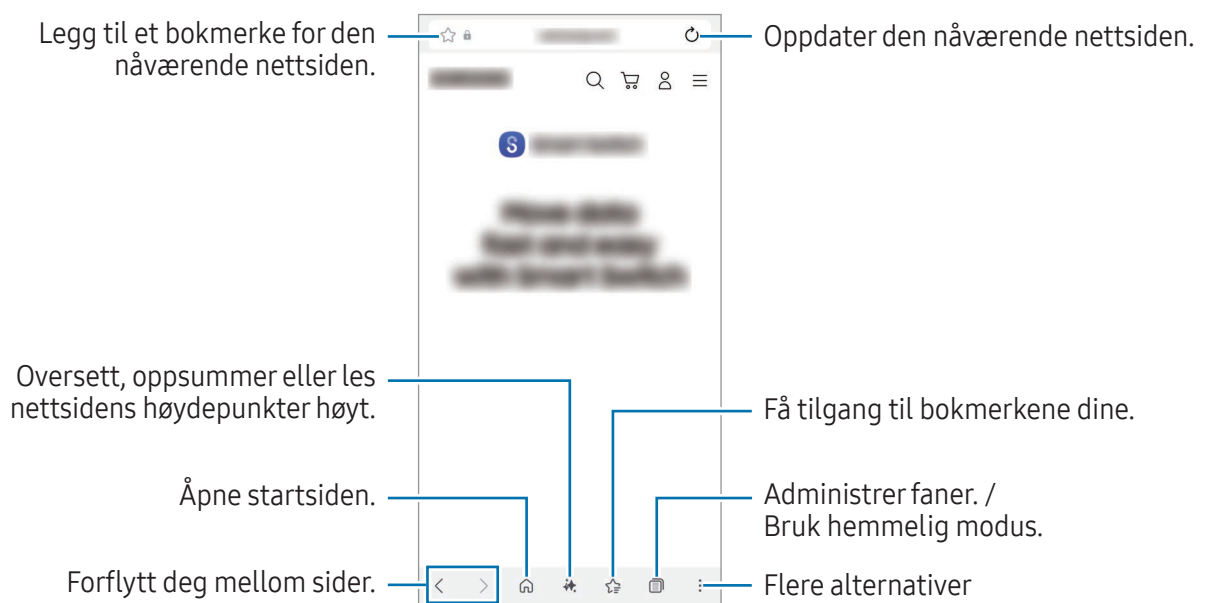 Legg til et bokmerke for den
nåværende nettsiden.
Oppdater den nåværende nettsiden.
Oversett, oppsummer eller les
nettsidens høydepunkter høyt.
Få tilgang til bokmerkene dine.
Åpne startsiden.
Administrer faner. /
Bruk hemmelig modus.
Forflytt deg mellom sider.
Flere alternativer